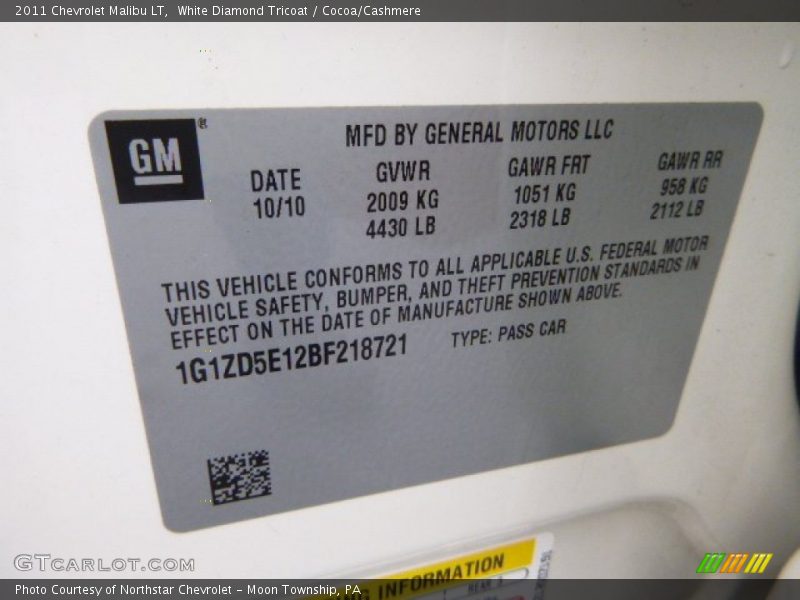 2011 Chevrolet Malibu LT,  White Diamond Tricoat / Cocoa/Cashmere
GM®
MFD BY GENERAL MOTORS LLC
DATE GVWR GAWR FRT GAWR RR
10/10 2009 KG 1051 KG 958 KG
4430 LB 2318 LB 2112 LB
THIS VEHICLE CONFORMS TO ALL APPLICABLE U.S. FEDERAL MOTOR
VEHICLE SAFETY, BUMPER, AND THEFT PREVENTION STANDARDS IN
EFFECT ON THE DATE OF MANUFACTURE SHOWN ABOVE.
1G1ZD5E12BF218721 TYPE: PASS CAR
INFORMATION
REAR
GTCARLOT.COM
Photo Courtesy of Northstar Chevrolet - Moon Township, PA